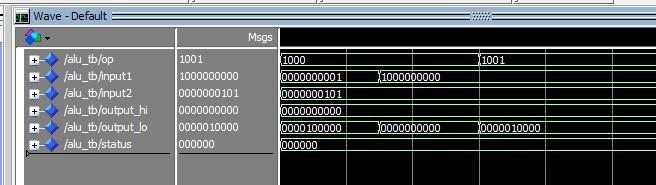 Wave - Default
Msgs
/alu_tb/op 1001 1000 1001
/alu_tb/input1 1000000000 0000000001 1000000000
/alu_tb/input2 0000000101 0000000101
/alu_tb/output_hi 0000000000 0000000000
/alu_tb/output_lo 0000010000 0000100000 0000000000 0000010000
/alu_tb/status 000000 000000